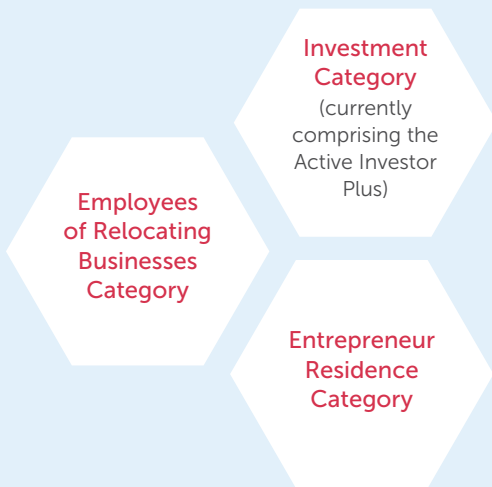 Investment
Category
(currently
comprising the
Active Investor
Plus)
Employees
of Relocating
Businesses
Category
Entrepreneur
Residence
Category